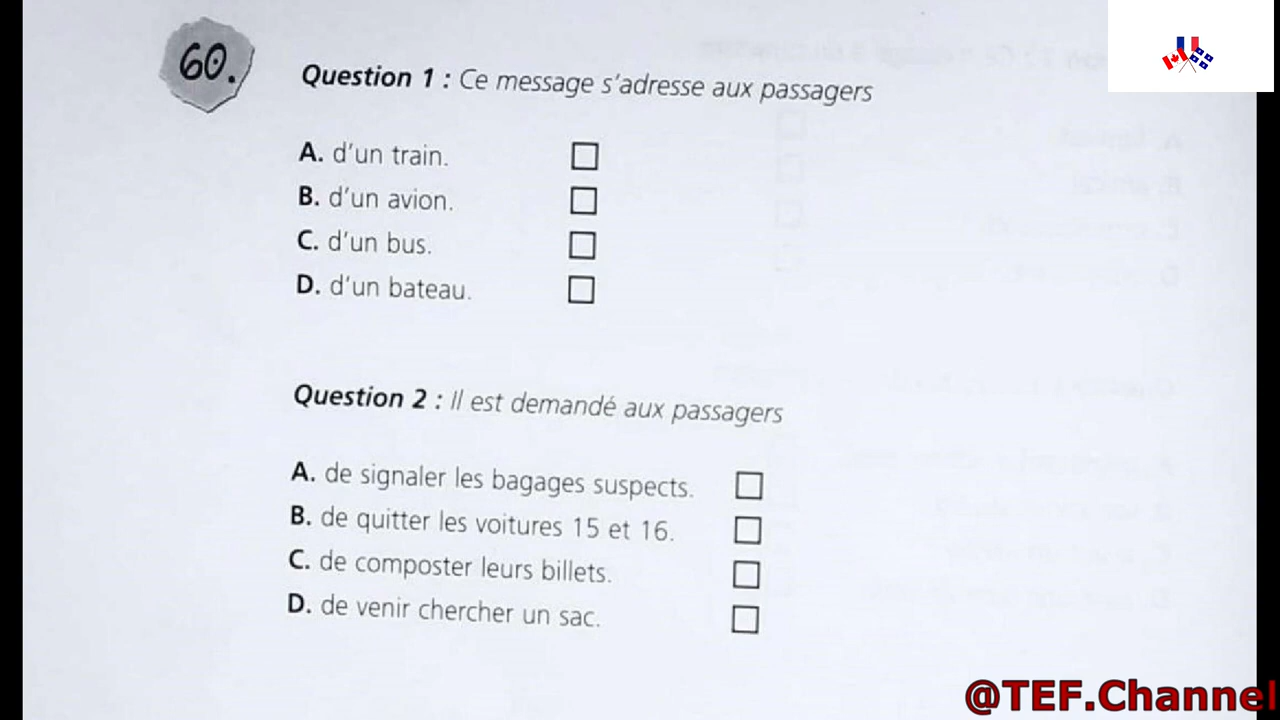 60.
Question 1 : Ce message s'adresse aux passagers
A. d'un train.
B. d'un avion.
C. d'un bus.
D. d'un bateau.
Question 2 : Il est demandé aux passagers
A. de signaler les bagages suspects.
B. de quitter les voitures 15 et 16.
C. de composter leurs billets.
D. de venir chercher un sac.
@TEF.Channel